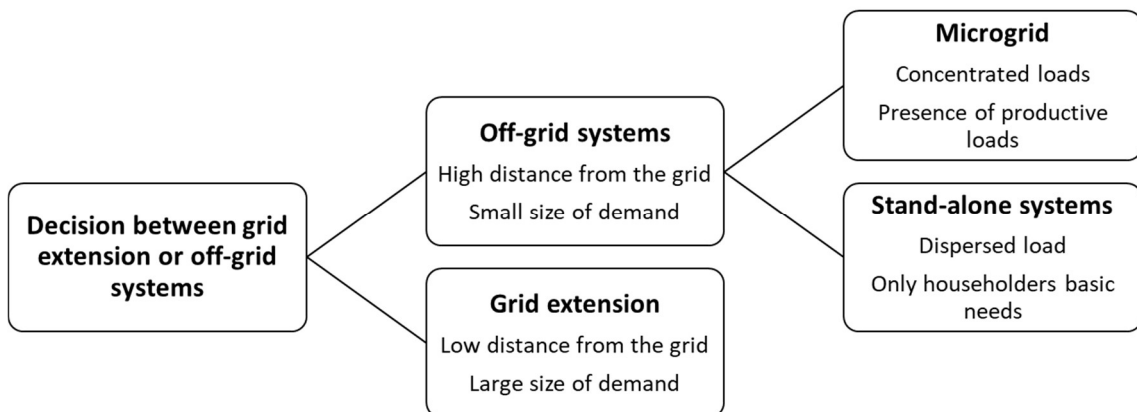 Decision between grid
extension or off-grid
systems
Off-grid systems
High distance from the grid
Small size of demand
Grid extension
Low distance from the grid
Large size of demand
Microgrid
Concentrated loads
Presence of productive
loads
Stand-alone systems
Dispersed load
Only householders basic
needs